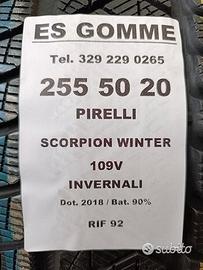 ES GOMME
Tel. 329 229 0265
255 50 20
PIRELLI
SCORPION WINTER
109V
INVERNALI
Dot. 2018 / Bat. 90%
RIF 92
subito